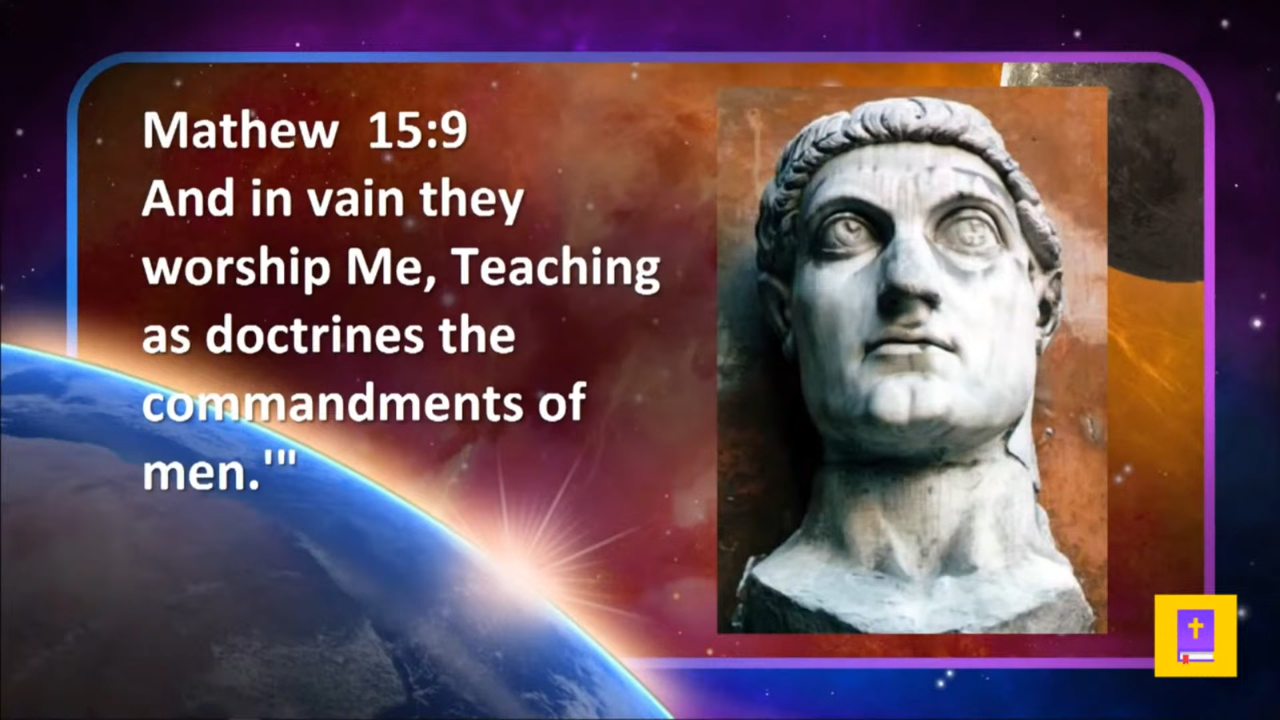 Mathew 15:9
And in vain they
worship Me, Teaching
as doctrines the
commandments of
men.'"